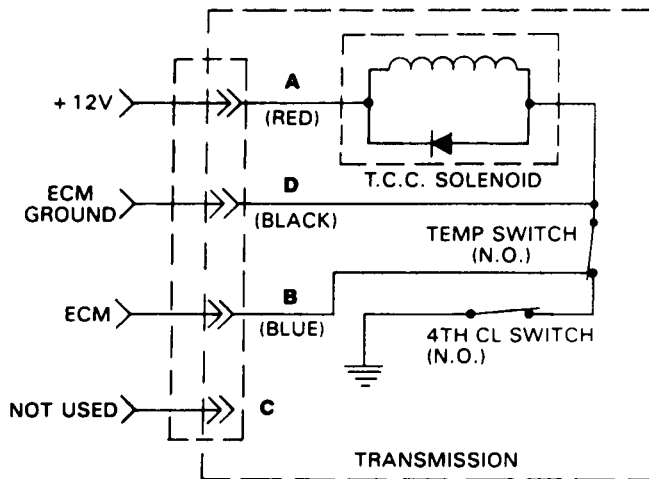 + 12V
A
(RED)
T.C.C. SOLENOID
ECM
GROUND
D
(BLACK)
TEMP SWITCH
(N.O.)
ECM
B
(BLUE)
4TH CL SWITCH
(N.O.)
NOT USED
C
TRANSMISSION